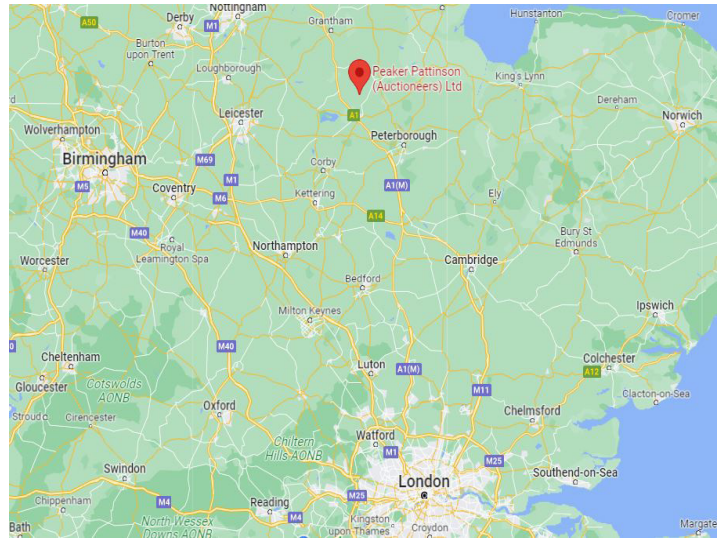 Nottingham
Hunstanton
Cromer
A50
Derby
Grantham
M1
Burton
upon Trent
Loughborough
Peaker Pattinson
(Auctioneers) Ltd
King's Lynn
Dereham
Norwich
Leicester
A1
Wolverhampton
Peterborough
Birmingham
M69
Corby
M5
Coventry
M1
A1(M)
M6
Kettering
Ely
A14
M40
Royal
Leamington Spa
Northampton
Bury St
Edmunds
Worcester
Cambridge
Bedford
Milton Keynes
Ipswich
M40
Cheltenham
Luton
A1(M)
Colchester
A12
Gloucester
Cotswolds
AONB
M11
Clacton-on-Sea
Stroud
Cirencester
Oxford
Chelmsford
Chiltern
Hills AONB
Watford
M1
M25
Swindon
London
Southend-on-Sea
Chippenham
M4
Reading
M25
M4
Bath
North Wessex
Downs AONB
Kingston
upon Thames
Croydon
Margate